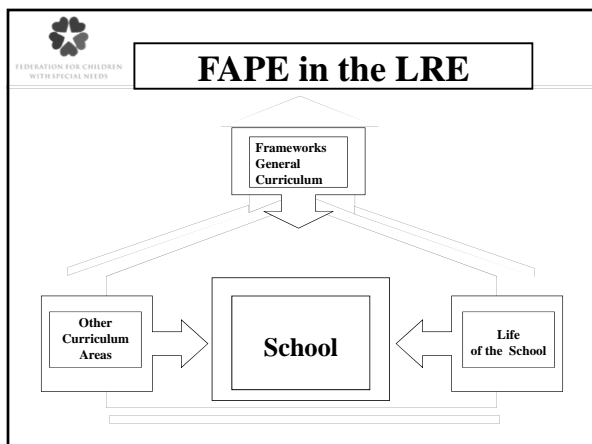 FEDERATION FOR CHILDREN
WITH SPECIAL NEEDS
FAPE in the LRE
Frameworks
General
Curriculum
Other
Curriculum
Areas
School
Life
of the School